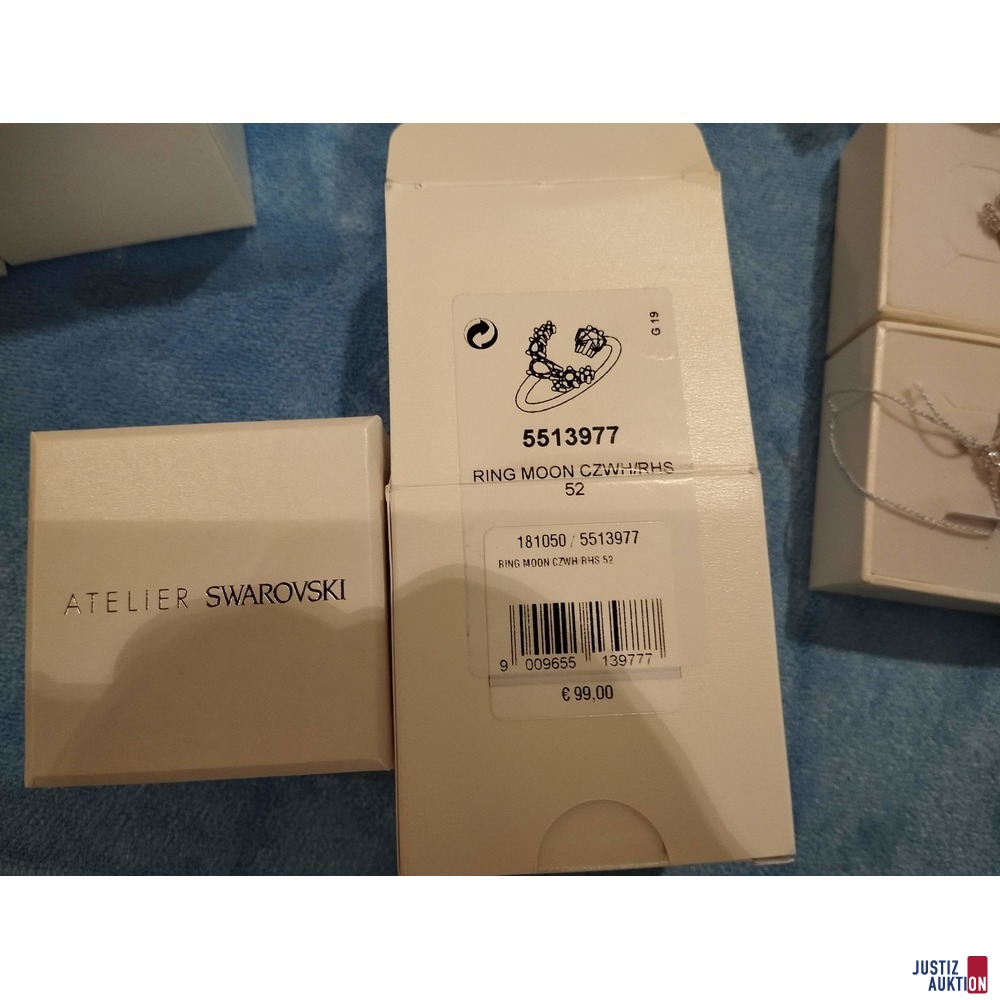 G 19
5513977
RING MOON CZWH/RHS
52
181050 / 5513977
RING MOON CZWH/RHS 52
9 009655 139777
€ 99,00
ATELIER SWAROVSKI
JUSTIZ
AUKTION